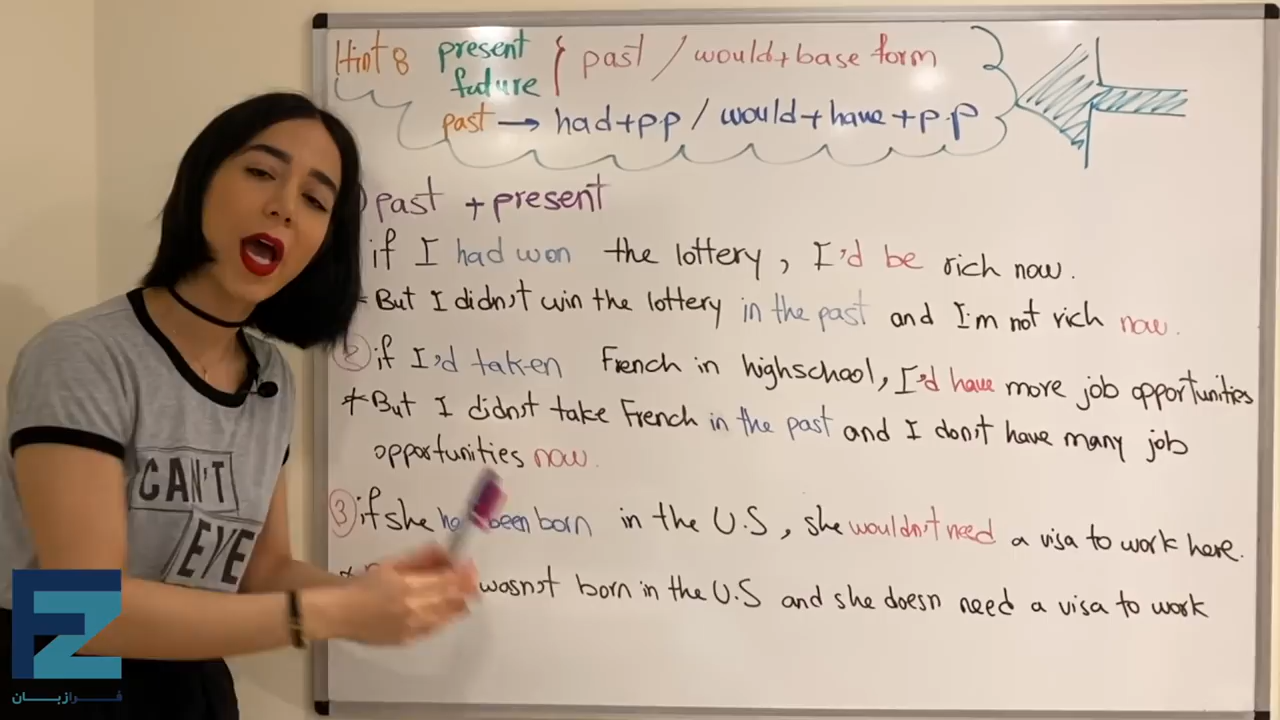 Hint 8 present { past / would+base form
future
past → had+p.p / would+have+p.p
past + present
if I had won the lottery, I'd be rich now.
But I didn't win the lottery in the past and I'm not rich now.
② if I'd taken French in highschool, I'd have more job opportunities
* But I didn't take French in the past and I don't have many job
opportunities now.
③ if she been born in the U.S, she wouldn't need a visa to work here.
* wasn't born in the U.S and she doesn need a visa to work
CAN'T
EYE
FZ
فرازبان